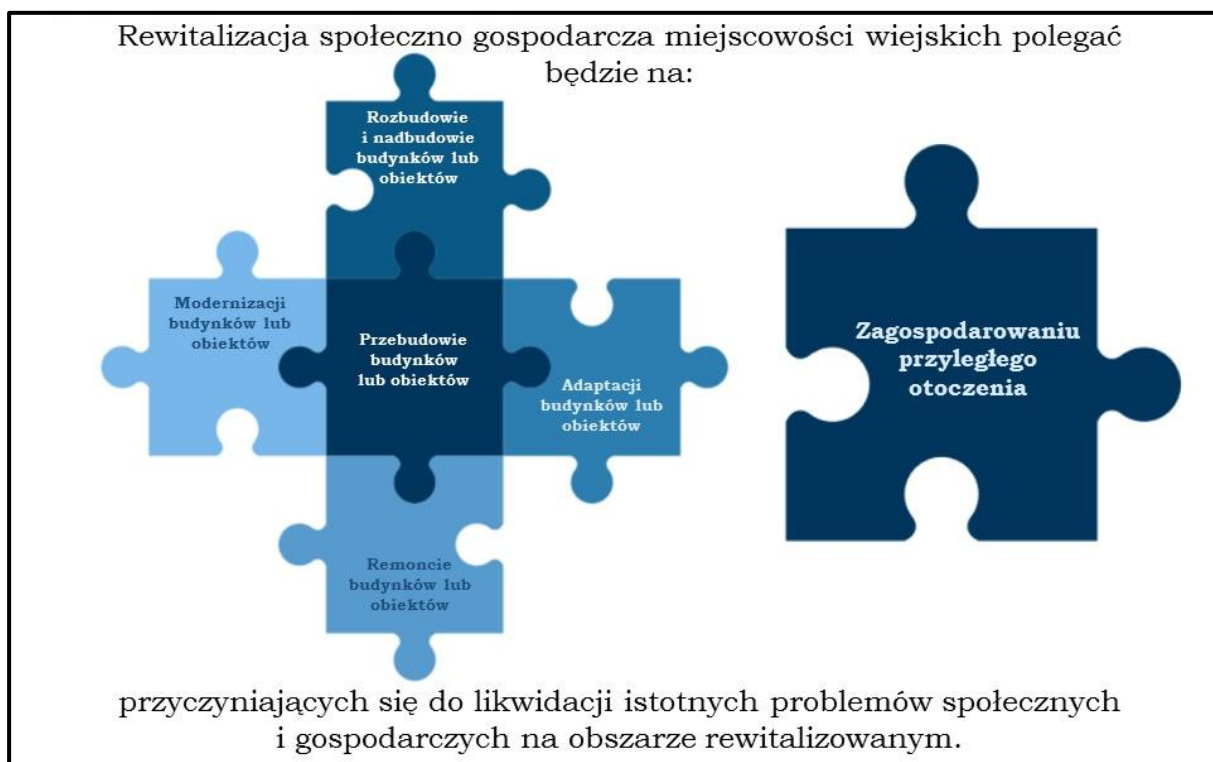 Rewitalizacja społeczno gospodarcza miejscowości wiejskich polegać
będzie na:
Rozbudowie
i nadbudowie
budynków lub
obiektów
Modernizacji
budynków lub
obiektów
Przebudowie
budynków
lub obiektów
Adaptacji
budynków lub
obiektów
Remoncie
budynków lub
obiektów
Zagospodarowaniu
przyległego
otoczenia
przyczyniających się do likwidacji istotnych problemów społecznych
i gospodarczych na obszarze rewitalizowanym.